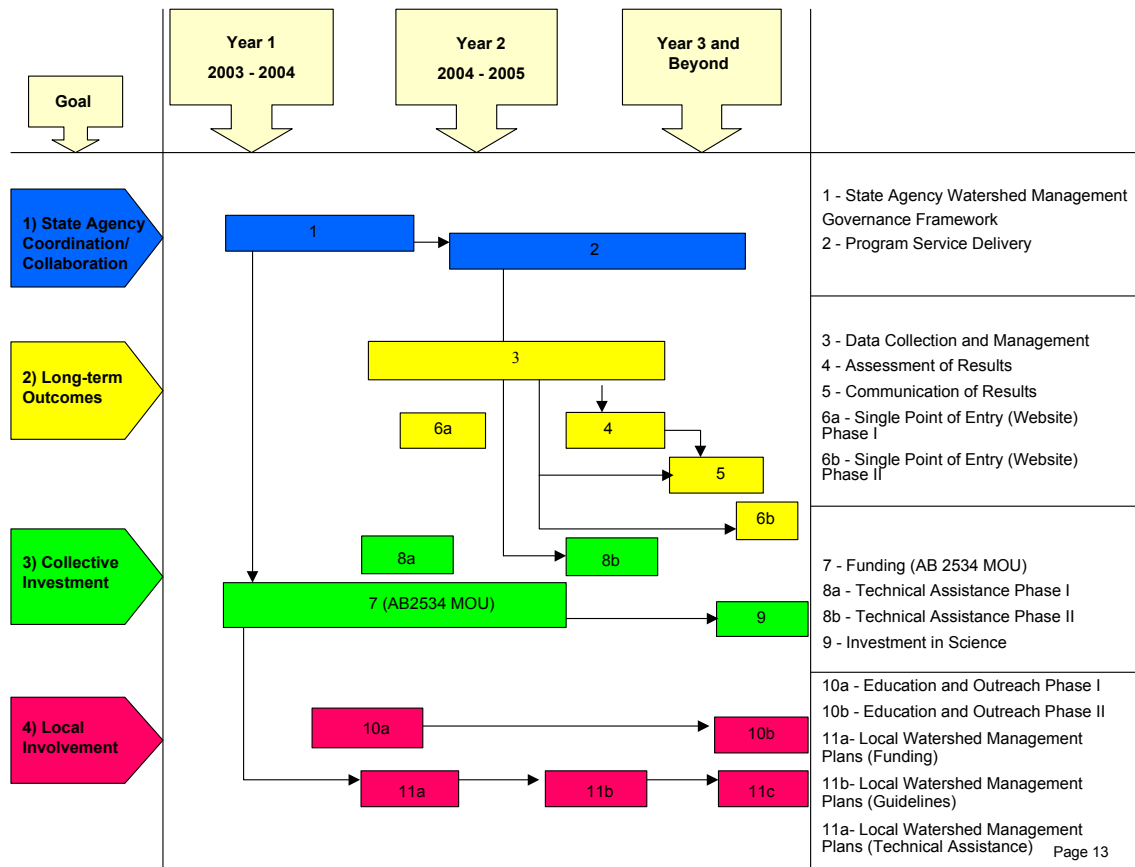 Year 1
2003 - 2004
Year 2
2004 - 2005
Year 3 and
Beyond
Goal
1) State Agency
Coordination/
Collaboration
1
2
1 - State Agency Watershed Management
Governance Framework
2 - Program Service Delivery
2) Long-term
Outcomes
3
6a
4
5
6b
3 - Data Collection and Management
4 - Assessment of Results
5 - Communication of Results
6a - Single Point of Entry (Website)
Phase I
6b - Single Point of Entry (Website)
Phase II
3) Collective
Investment
8a
8b
7 (AB2534 MOU)
9
7 - Funding (AB 2534 MOU)
8a - Technical Assistance Phase I
8b - Technical Assistance Phase II
9 - Investment in Science
4) Local
Involvement
10a
10b
11a
11b
11c
10a - Education and Outreach Phase I
10b - Education and Outreach Phase II
11a- Local Watershed Management
Plans (Funding)
11b - Local Watershed Management
Plans (Guidelines)
11a- Local Watershed Management
Plans (Technical Assistance)
Page 13